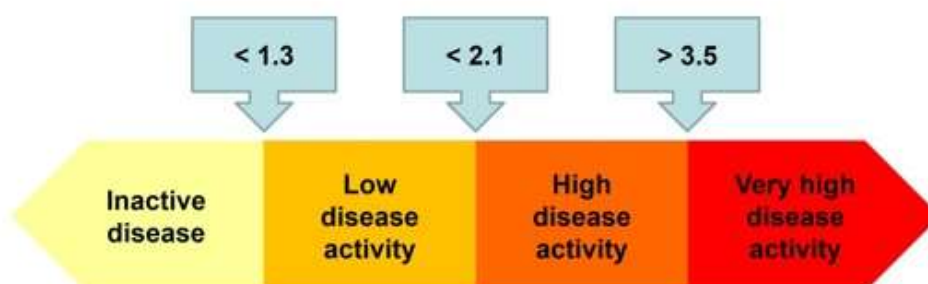 < 1.3
< 2.1
> 3.5
Inactive
disease
Low
disease
activity
High
disease
activity
Very high
disease
activity